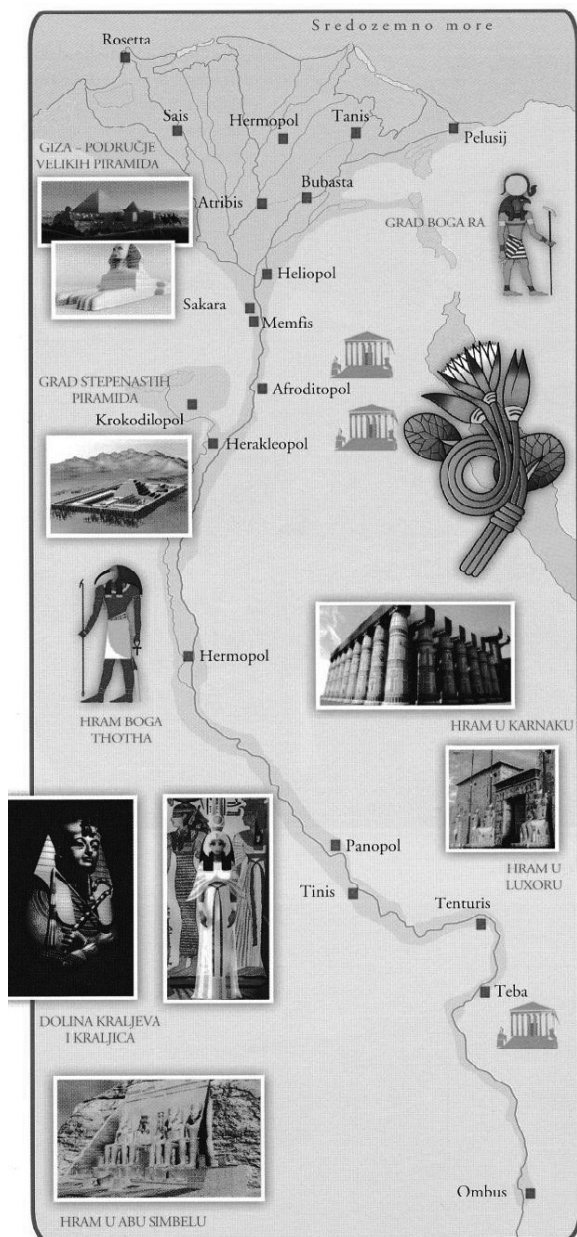 Sredozemno more
Rosetta
Sais
Hermopol
Tanis
Pelusij
GIZA – PODRUČJE
VELIKIH PIRAMIDA
Atribis
Bubasta
GRAD BOGA RA
Heliopol
Sakara
Memfis
GRAD STEPENASTIH
PIRAMIDA
Afroditopol
Krokodilopol
Herakleopol
Hermopol
HRAM BOGA
THOTHA
HRAM U KARNAKU
Panopol
HRAM U
LUXORU
Tinis
Tenturis
Teba
DOLINA KRALJEVA
I KRALJICA
Ombus
HRAM U ABU SIMBELU